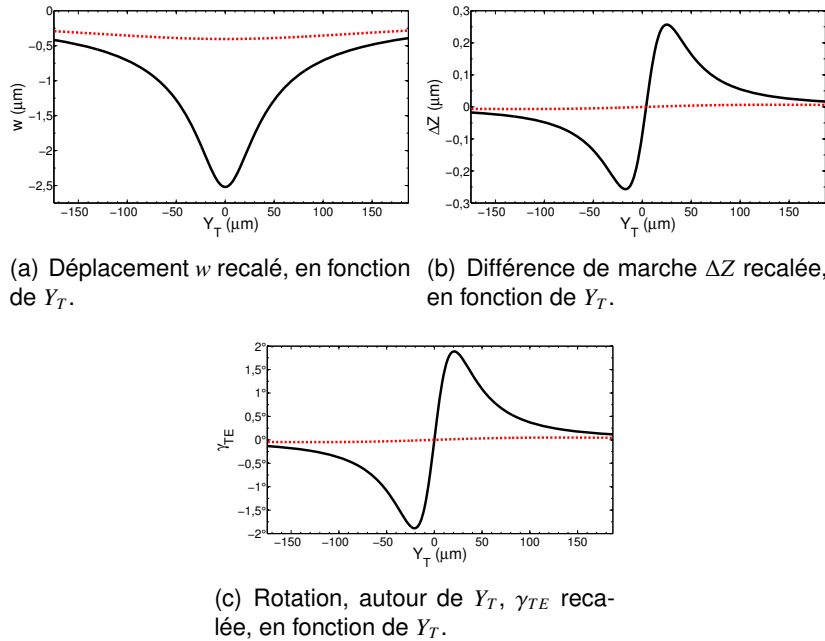 0
−0,5
−1
−1,5
−2
−2,5
w (µm)
−150 −100 −50 0 50 100 150
Y_T (µm)
0,3
0,2
0,1
0
−0,1
−0,2
−0,3
ΔZ (µm)
−150 −100 −50 0 50 100 150
Y_T (µm)
(a) Déplacement w recalé, en fonction
de Y_T.
(b) Différence de marche ΔZ recalée,
en fonction de Y_T.
2°
1,5°
1°
0,5°
0°
−0,5°
−1°
−1,5°
−2°
γ_TE
−150 −100 −50 0 50 100 150
Y_T (µm)
(c) Rotation, autour de Y_T, γ_TE reca-
lée, en fonction de Y_T.